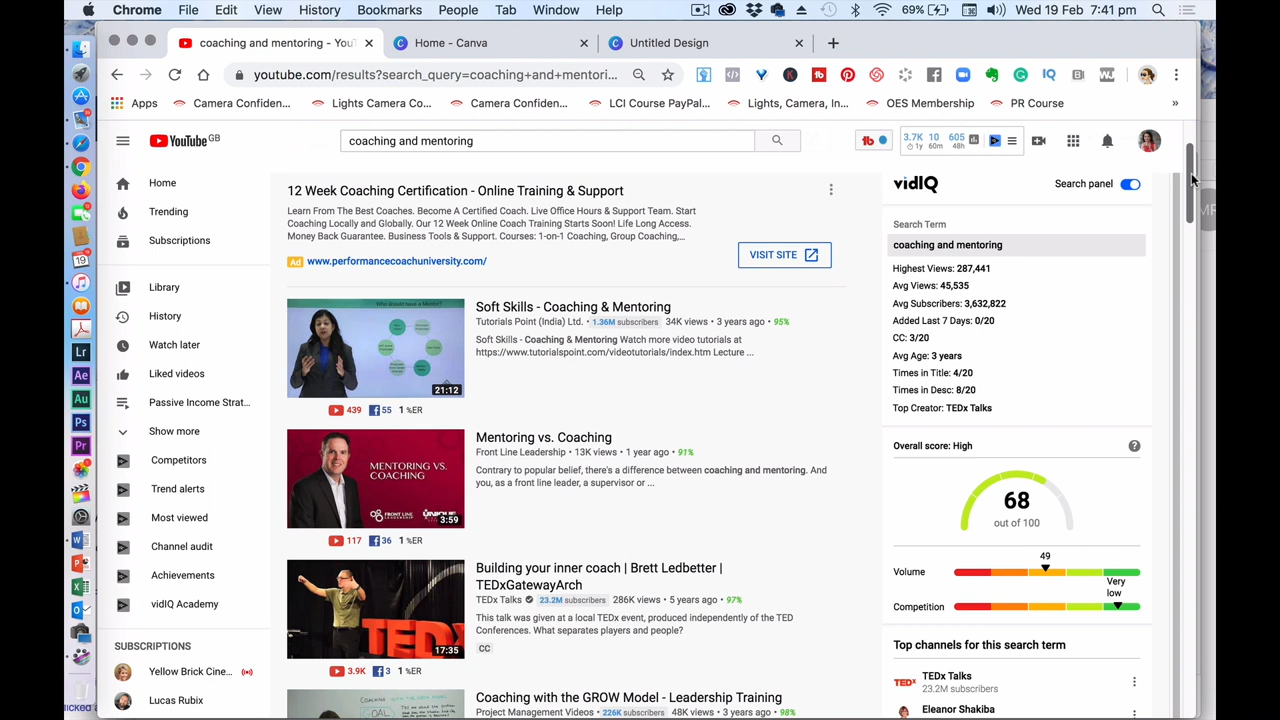 Chrome File Edit View History Bookmarks People Tab Window Help 69% Wed 19 Feb 7:41 pm
coaching and mentoring - YouT Home - Canva Untitled Design
youtube.com/results?search_query=coaching+and+mentori...
Apps Camera Confiden... Lights Camera Co... Camera Confiden... LCI Course PayPal... Lights, Camera, In... OES Membership PR Course »
YouTube GB coaching and mentoring tb 3.7K 10 605
1y 60m 48h
Home
Trending
Subscriptions
Library
History
Watch later
Liked videos
Passive Income Strat...
Show more
Competitors
Trend alerts
Most viewed
Channel audit
Achievements
vidIQ Academy
SUBSCRIPTIONS
Yellow Brick Cine...
Lucas Rubix
12 Week Coaching Certification - Online Training & Support
Learn From The Best Coaches. Become A Certified Coach. Live Office Hours & Support Team. Start
Coaching Locally and Globally. Our 12 Week Online Coach Training Starts Soon! Life Long Access.
Money Back Guarantee. Business Tools & Support. Courses: 1-on-1 Coaching, Group Coaching,...
Ad www.performancecoachuniversity.com/
VISIT SITE
21:12
Soft Skills - Coaching & Mentoring
Tutorials Point (India) Ltd. • 1.36M subscribers 34K views • 3 years ago • 95%
Soft Skills - Coaching & Mentoring Watch more video tutorials at
https://www.tutorialspoint.com/videotutorials/index.htm Lecture ...
439 55 1 %ER
MENTORING VS.
COACHING
FRONT LINE
LEADERSHIP
3:59
Mentoring vs. Coaching
Front Line Leadership • 13K views • 1 year ago • 91%
Contrary to popular belief, there's a difference between coaching and mentoring. And
you, as a front line leader, a supervisor or ...
117 36 1 %ER
TED
17:35
Building your inner coach | Brett Ledbetter |
TEDxGatewayArch
TEDx Talks 23.2M subscribers 286K views • 5 years ago • 97%
This talk was given at a local TEDx event, produced independently of the TED
Conferences. What separates players and people?
CC
3.9K 3 1 %ER
GOAL
Coaching with the GROW Model - Leadership Training
Project Management Videos • 226K subscribers 48K views • 3 years ago • 98%
vidIQ Search panel
Search Term
coaching and mentoring
Highest Views: 287,441
Avg Views: 45,535
Avg Subscribers: 3,632,822
Added Last 7 Days: 0/20
CC: 3/20
Avg Age: 3 years
Times in Title: 4/20
Times in Desc: 8/20
Top Creator: TEDx Talks
Overall score: High
68
out of 100
49
Volume
Very
low
Competition
Top channels for this search term
TEDx TEDx Talks
23.2M subscribers
Eleanor Shakiba